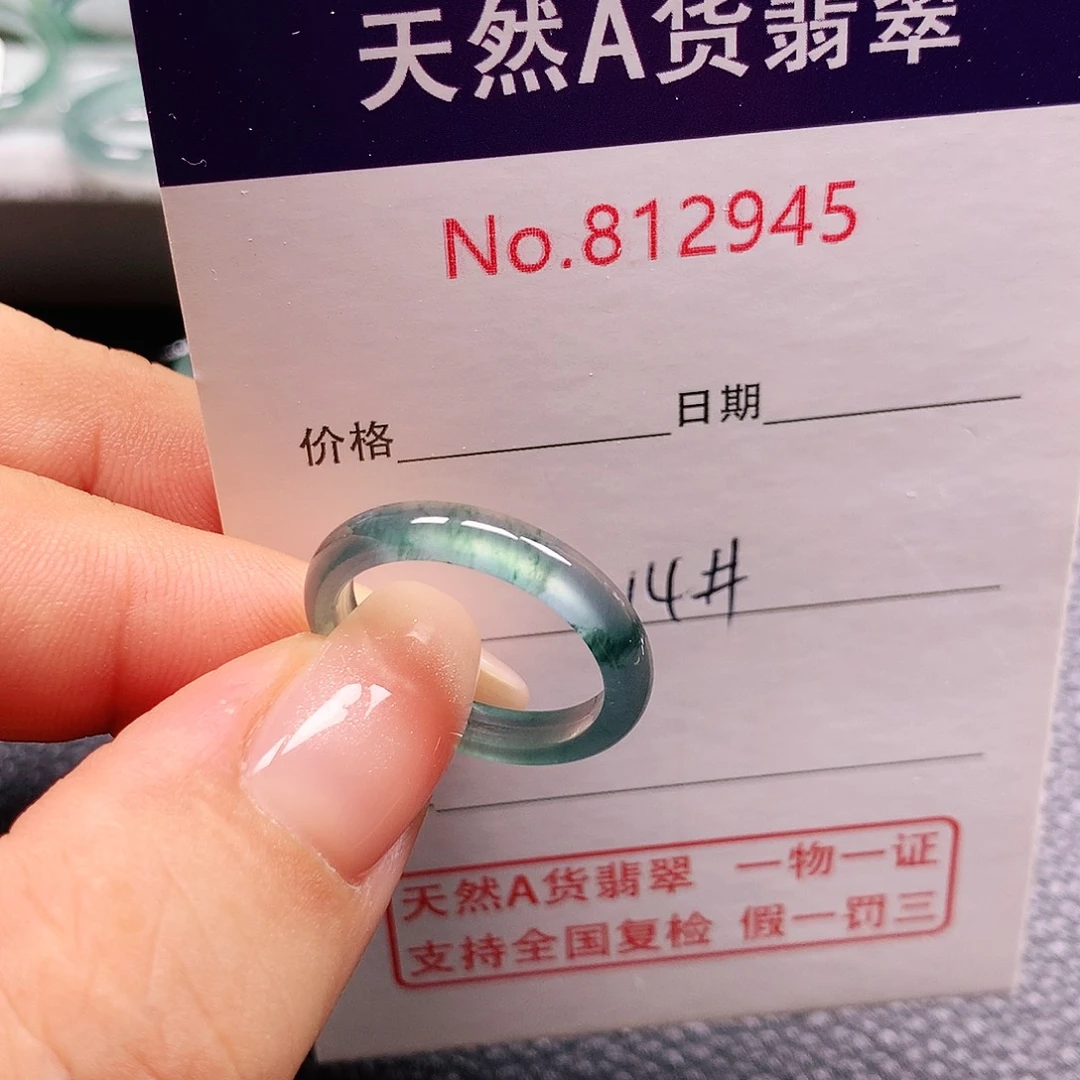 天然A货翡翠
No.812945
价格 日期
14#
天然A货翡翠 一物一证
支持全国复检 假一罚三